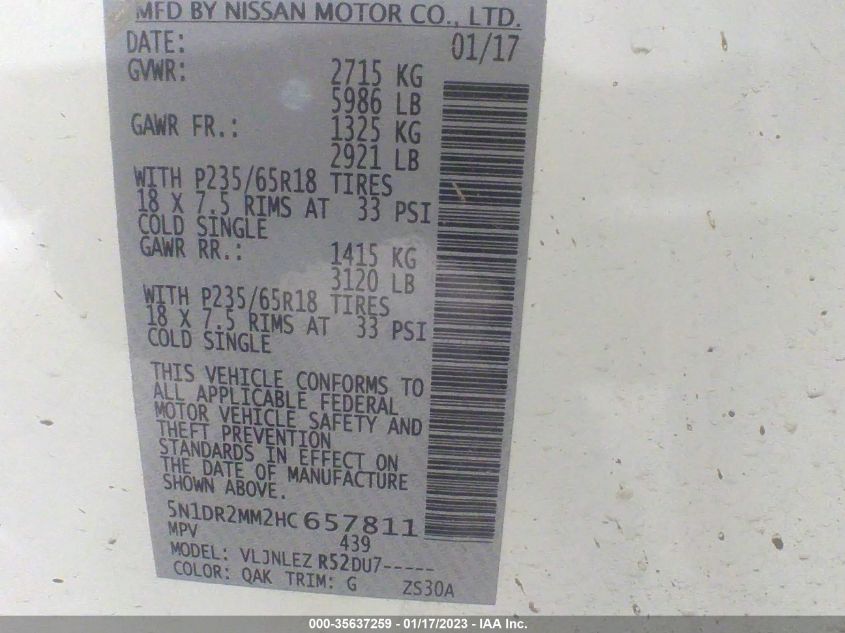 MFD BY NISSAN MOTOR CO., LTD.
DATE: 01/17
GVWR: 2715 KG
5986 LB
GAWR FR.: 1325 KG
2921 LB
WITH P235/65R18 TIRES
18 X 7.5 RIMS AT 33 PSI
COLD SINGLE
GAWR RR.: 1415 KG
3120 LB
WITH P235/65R18 TIRES
18 X 7.5 RIMS AT 33 PSI
COLD SINGLE
THIS VEHICLE CONFORMS TO
ALL APPLICABLE FEDERAL
MOTOR VEHICLE SAFETY AND
THEFT PREVENTION
STANDARDS IN EFFECT ON
THE DATE OF MANUFACTURE
SHOWN ABOVE.
5N1DR2MM2HC657811
MPV 439
MODEL: VLJNLEZ R52DU7-----
COLOR: QAK TRIM: G ZS30A
000-35637259 - 01/17/2023 - IAA Inc.